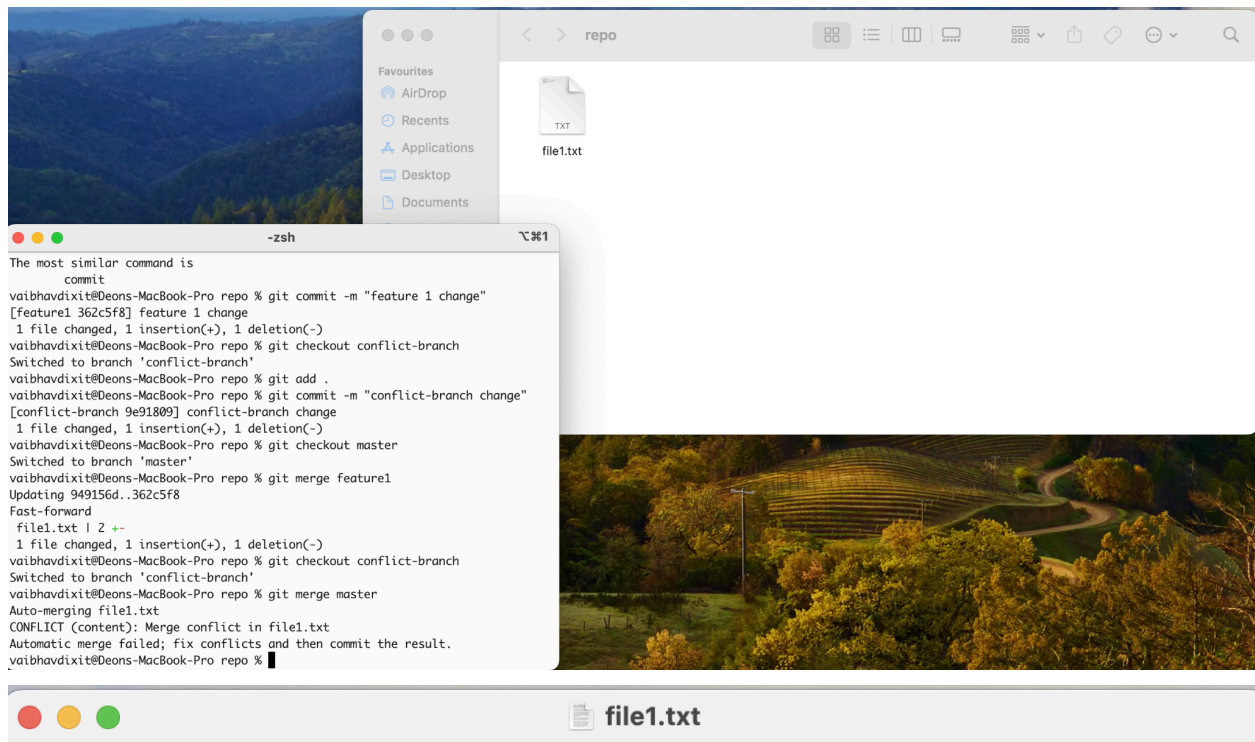 repo
Favourites
AirDrop
Recents
Applications
Desktop
Documents
TXT
file1.txt
-zsh
⌥⌘1
The most similar command is
commit
vaibhavdixit@Deons-MacBook-Pro repo % git commit -m "feature 1 change"
[feature1 362c5f8] feature 1 change
1 file changed, 1 insertion(+), 1 deletion(-)
vaibhavdixit@Deons-MacBook-Pro repo % git checkout conflict-branch
Switched to branch 'conflict-branch'
vaibhavdixit@Deons-MacBook-Pro repo % git add .
vaibhavdixit@Deons-MacBook-Pro repo % git commit -m "conflict-branch change"
[conflict-branch 9e91809] conflict-branch change
1 file changed, 1 insertion(+), 1 deletion(-)
vaibhavdixit@Deons-MacBook-Pro repo % git checkout master
Switched to branch 'master'
vaibhavdixit@Deons-MacBook-Pro repo % git merge feature1
Updating 949156d..362c5f8
Fast-forward
file1.txt | 2 +-
1 file changed, 1 insertion(+), 1 deletion(-)
vaibhavdixit@Deons-MacBook-Pro repo % git checkout conflict-branch
Switched to branch 'conflict-branch'
vaibhavdixit@Deons-MacBook-Pro repo % git merge master
Auto-merging file1.txt
CONFLICT (content): Merge conflict in file1.txt
Automatic merge failed; fix conflicts and then commit the result.
vaibhavdixit@Deons-MacBook-Pro repo %
file1.txt